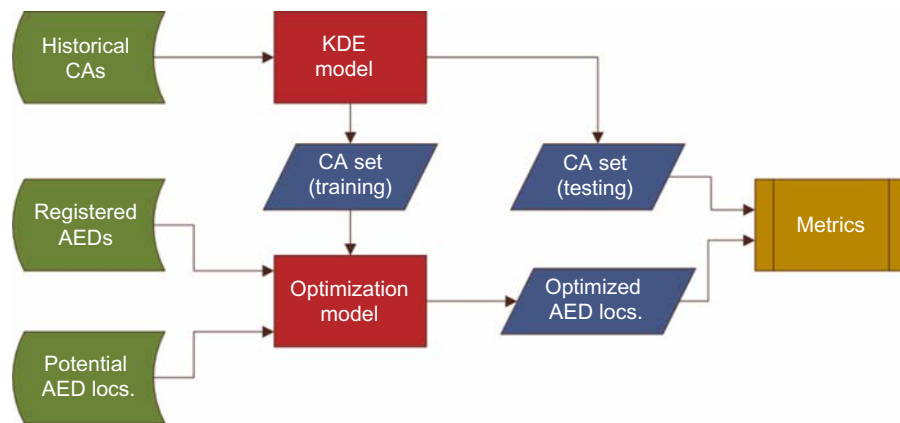 Historical
CAs
KDE
model
CA set
(training)
CA set
(testing)
Registered
AEDs
Metrics
Optimization
model
Optimized
AED locs.
Potential
AED locs.